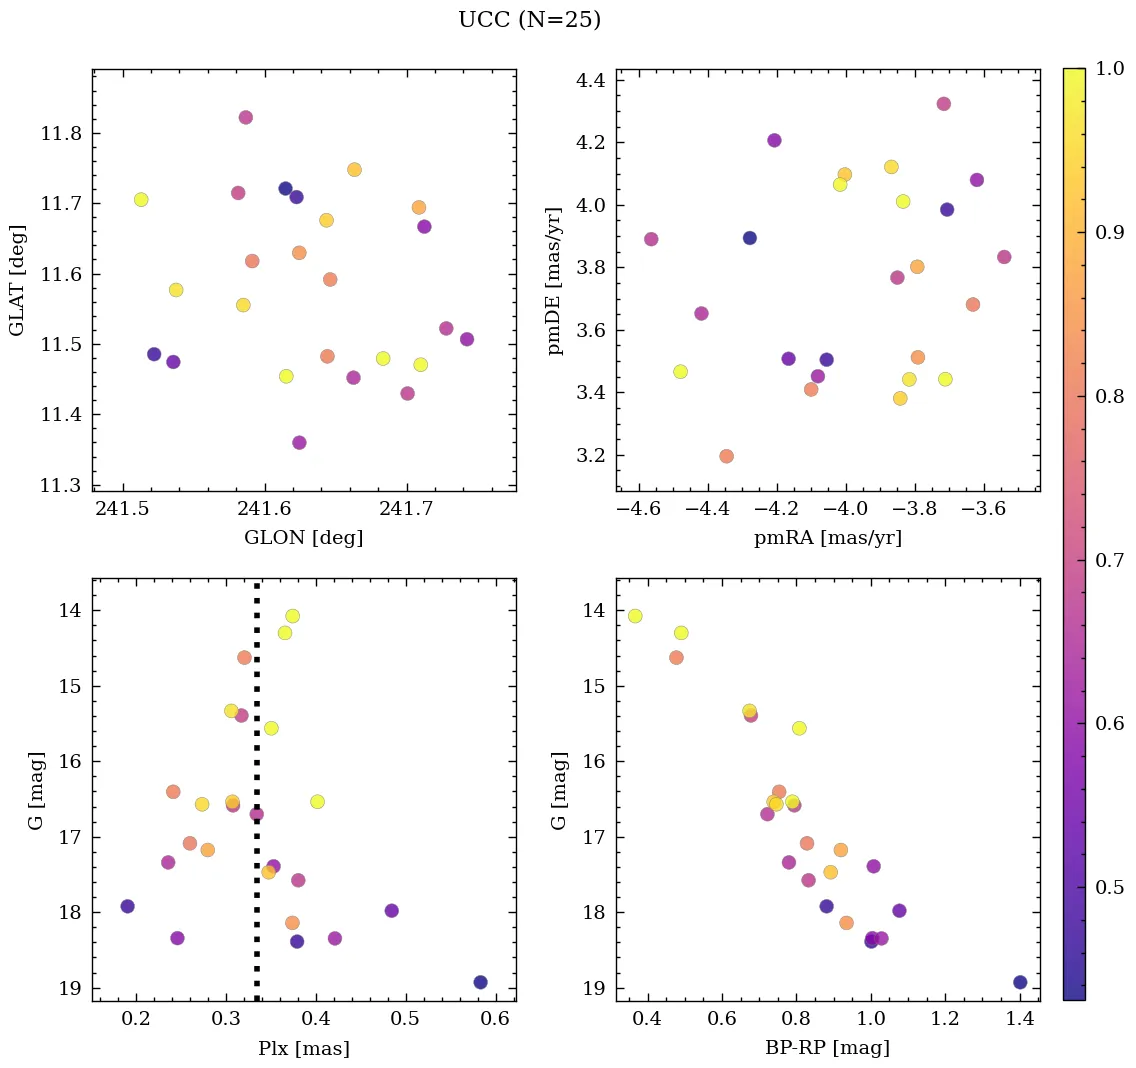 UCC (N=25)
11.8
11.7
11.6
11.5
11.4
11.3
GLAT [deg]
241.5 241.6 241.7
GLON [deg]
4.4
4.2
4.0
3.8
3.6
3.4
3.2
pmDE [mas/yr]
−4.6 −4.4 −4.2 −4.0 −3.8 −3.6
pmRA [mas/yr]
14
15
16
17
18
19
G [mag]
0.2 0.3 0.4 0.5 0.6
Plx [mas]
14
15
16
17
18
19
G [mag]
0.4 0.6 0.8 1.0 1.2 1.4
BP-RP [mag]
1.0
0.9
0.8
0.7
0.6
0.5